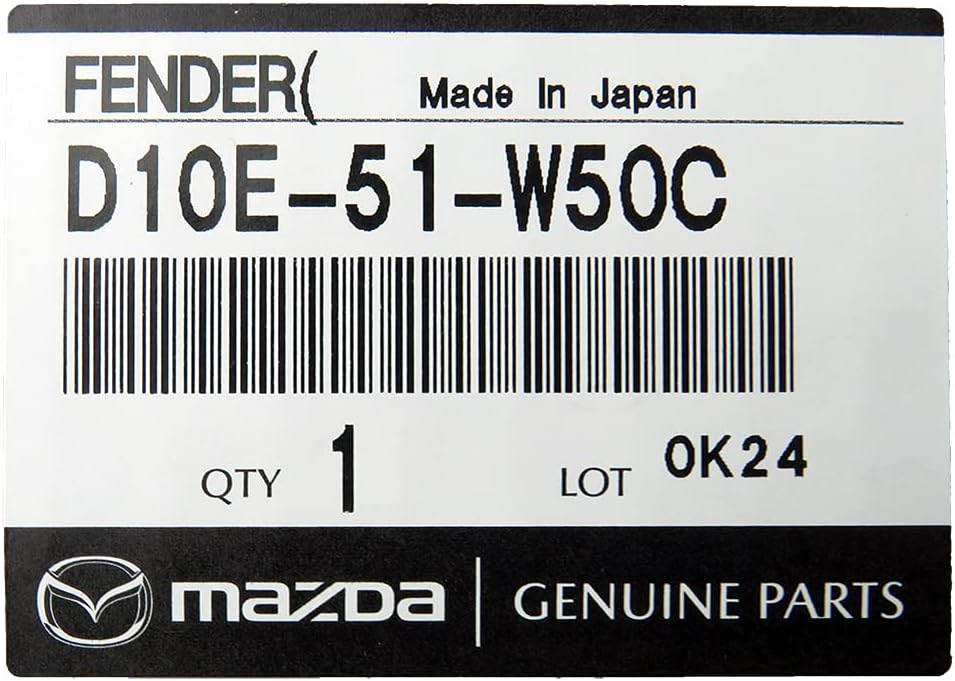 FENDER( Made In Japan
D10E-51-W50C
QTY 1 LOT 0K24
mazda GENUINE PARTS